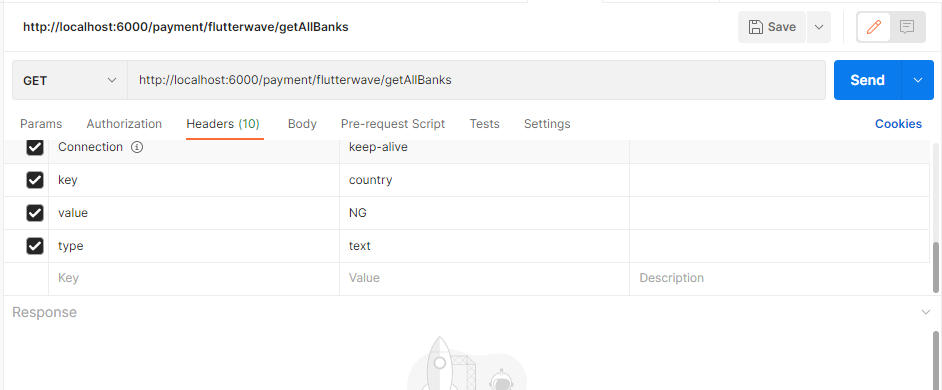 http://localhost:6000/payment/flutterwave/getAllBanks
Save
GET
http://localhost:6000/payment/flutterwave/getAllBanks
Send
Params Authorization Headers (10) Body Pre-request Script Tests Settings Cookies
Connection keep-alive
key country
value NG
type text
Key Value Description
Response